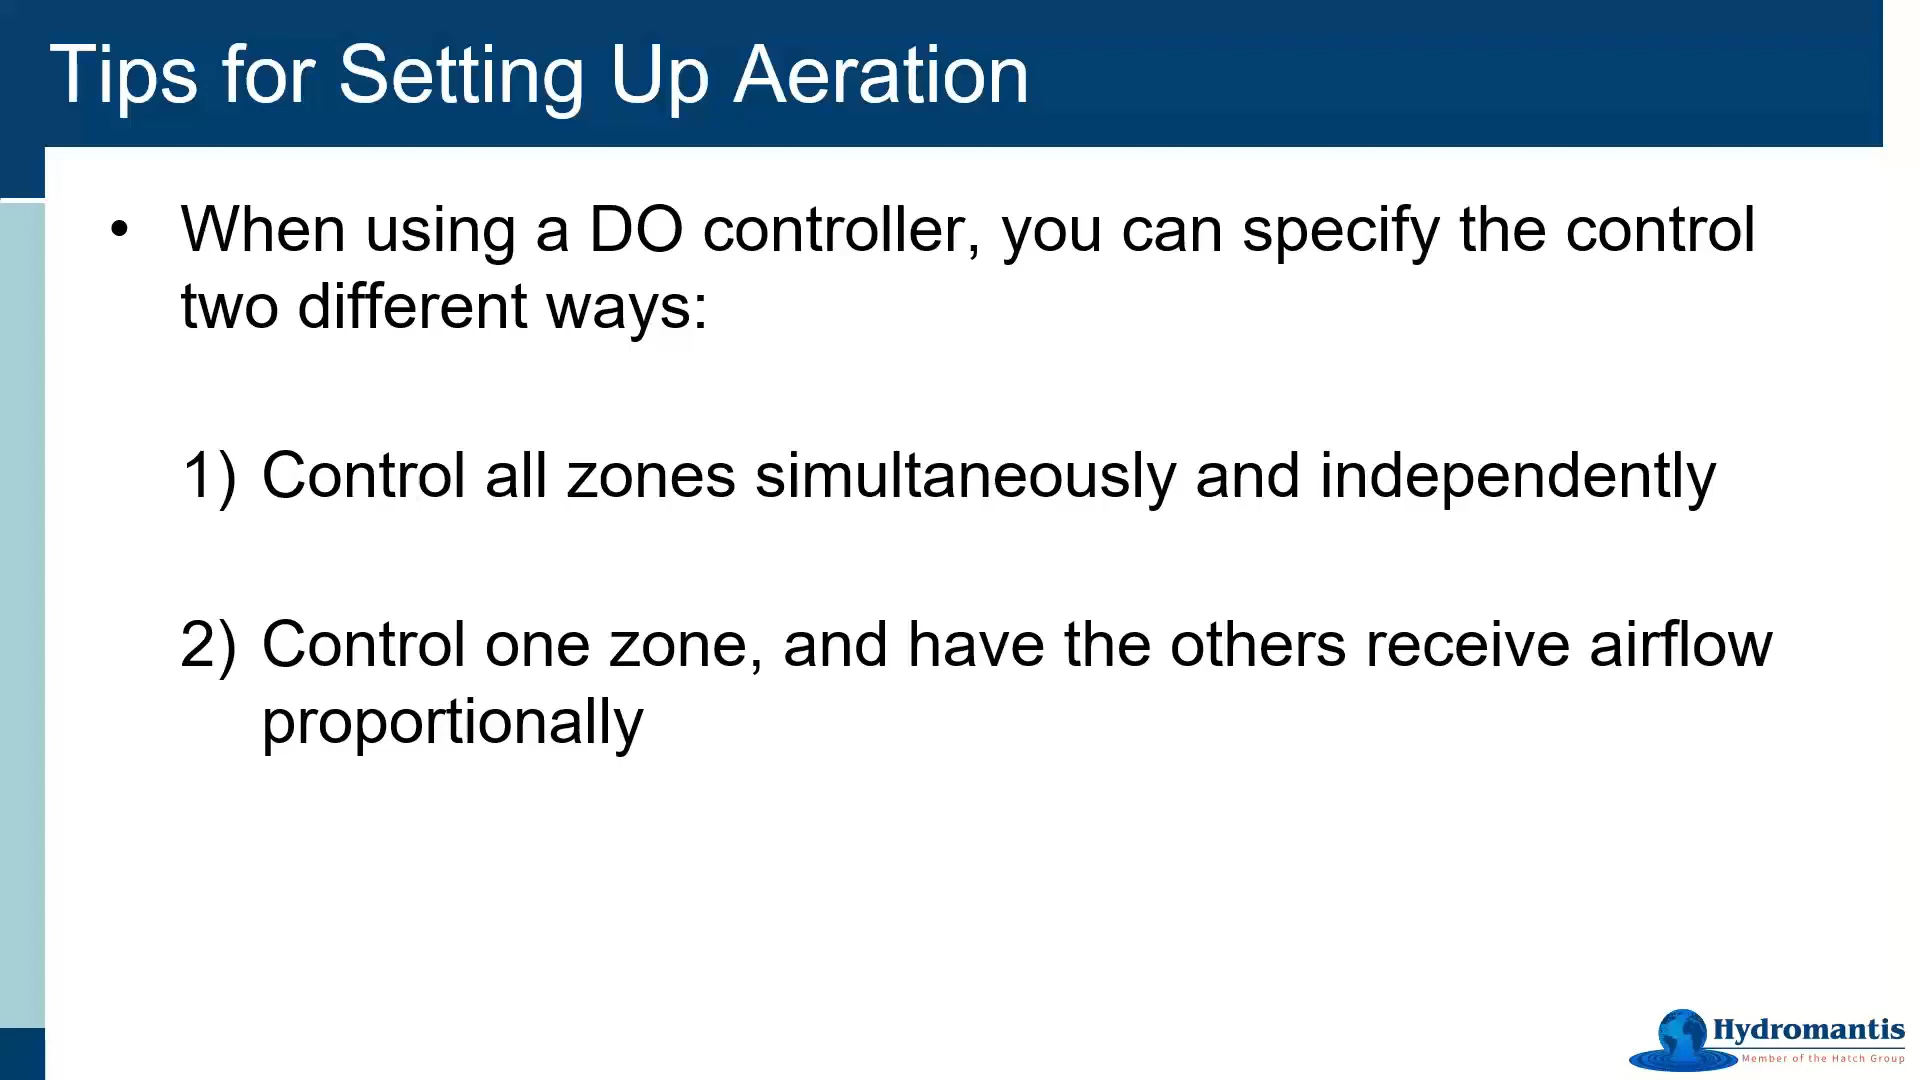 Tips for Setting Up Aeration
• When using a DO controller, you can specify the control
two different ways:
1) Control all zones simultaneously and independently
2) Control one zone, and have the others receive airflow
proportionally
Hydromantis
Member of the Hatch Group